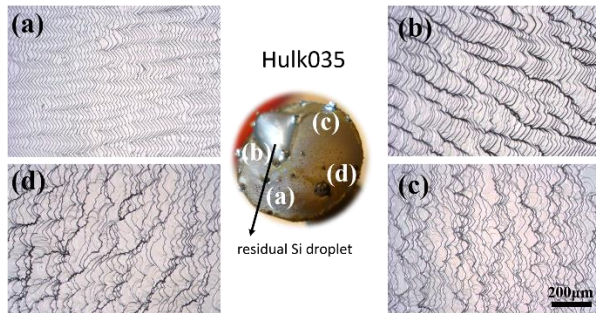 (a)
Hulk035
(b)
(c)
(b)
(d)
(a)
residual Si droplet
(d)
(c)
200μm